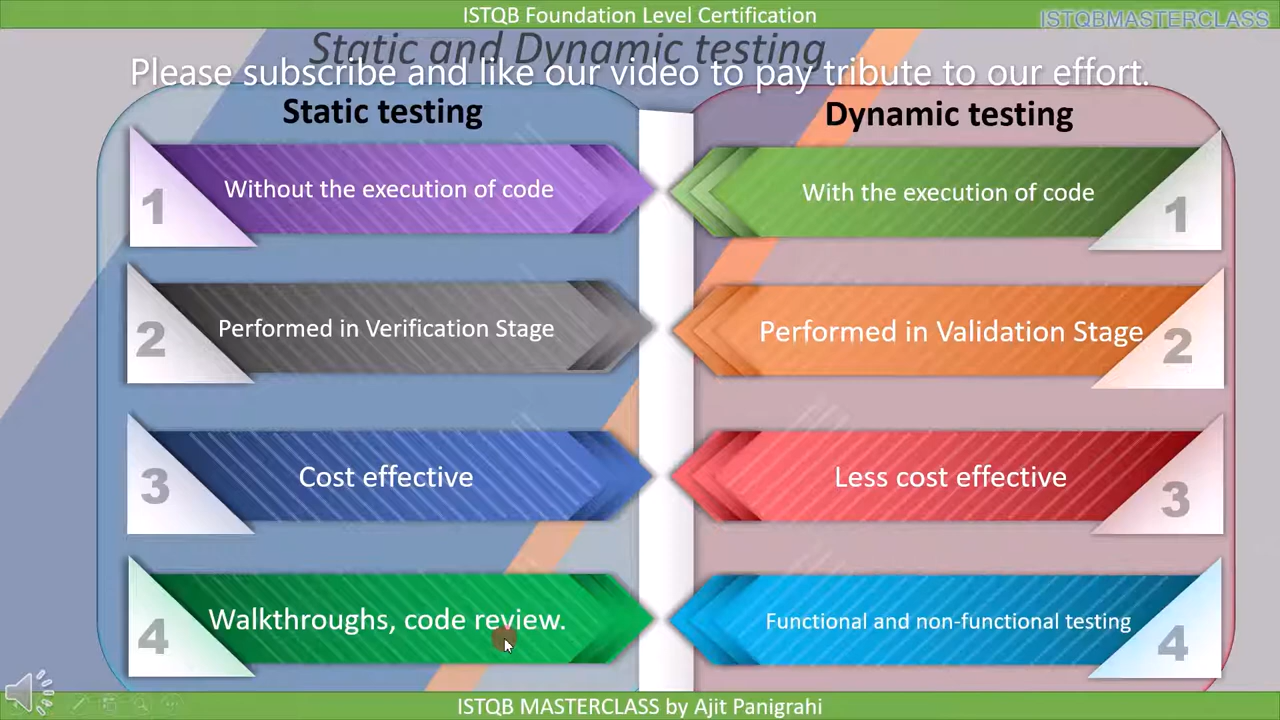 ISTQB Foundation Level Certification
ISTQBMASTERCLASS
Static and Dynamic testing
Please subscribe and like our video to pay tribute to our effort.
Static testing
Dynamic testing
1
Without the execution of code
With the execution of code
1
2
Performed in Verification Stage
Performed in Validation Stage
2
3
Cost effective
Less cost effective
3
4
Walkthroughs, code review.
Functional and non-functional testing
4
ISTQB MASTERCLASS by Ajit Panigrahi